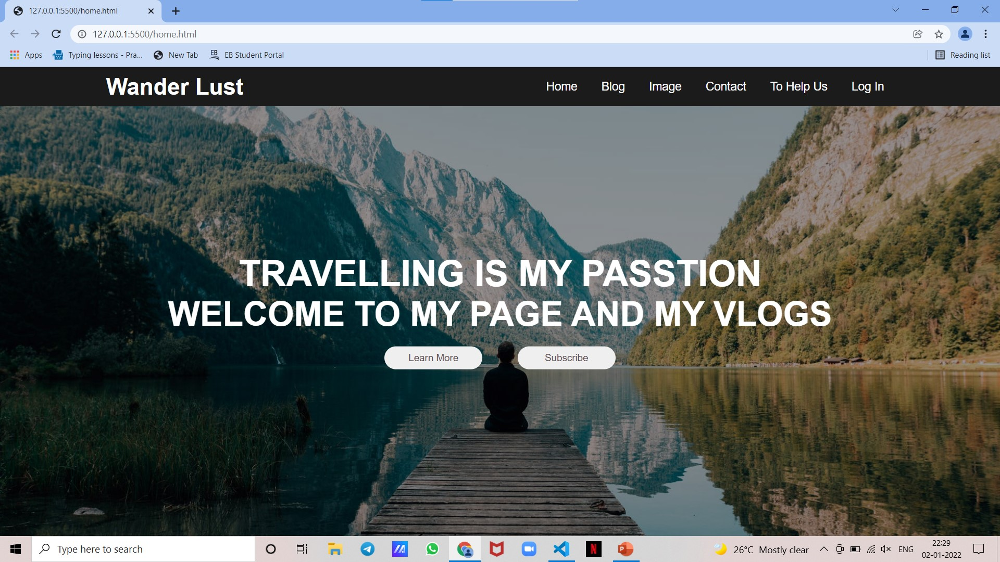 127.0.0.1:5500/home.html
127.0.0.1:5500/home.html
Apps Typing lessons - Pra... New Tab EB EB Student Portal Reading list
Wander Lust Home Blog Image Contact To Help Us Log In
TRAVELLING IS MY PASSTION
WELCOME TO MY PAGE AND MY VLOGS
Learn More Subscribe
Type here to search
N
P
26°C Mostly clear
ENG
22:29
02-01-2022